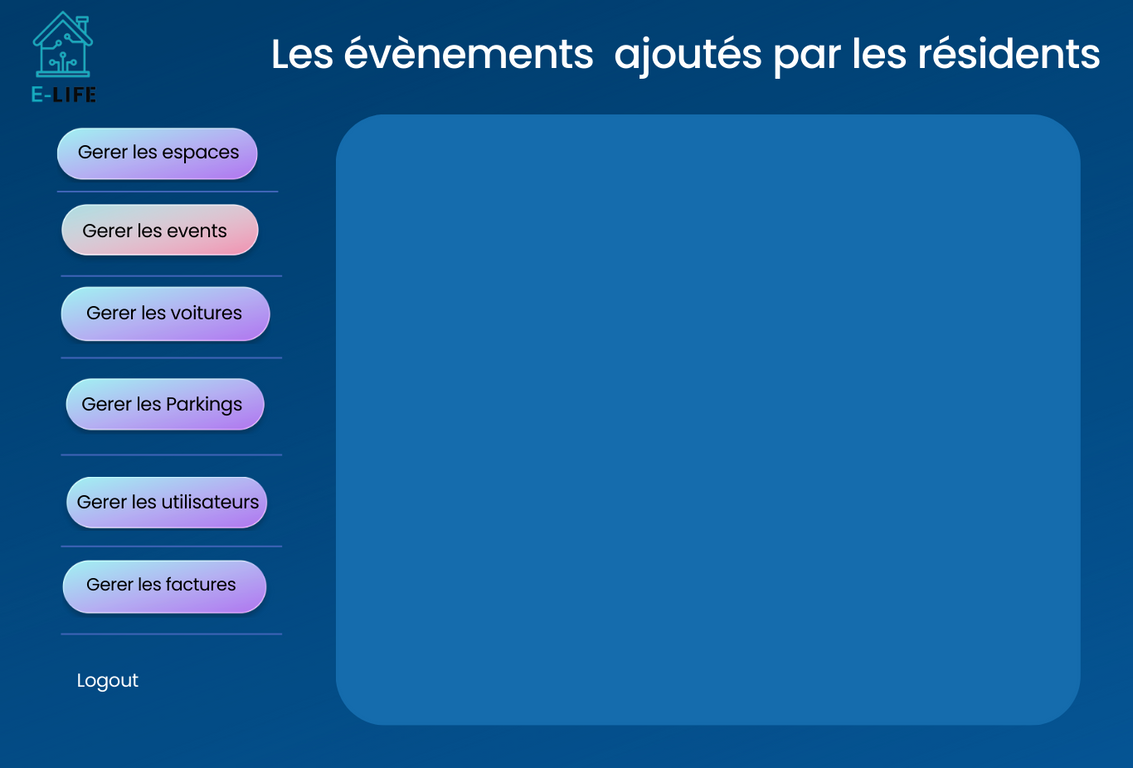 E-LIFE
Les évènements  ajoutés par les résidents
Gerer les espaces
Gerer les events
Gerer les voitures
Gerer les Parkings
Gerer les utilisateurs
Gerer les factures
Logout